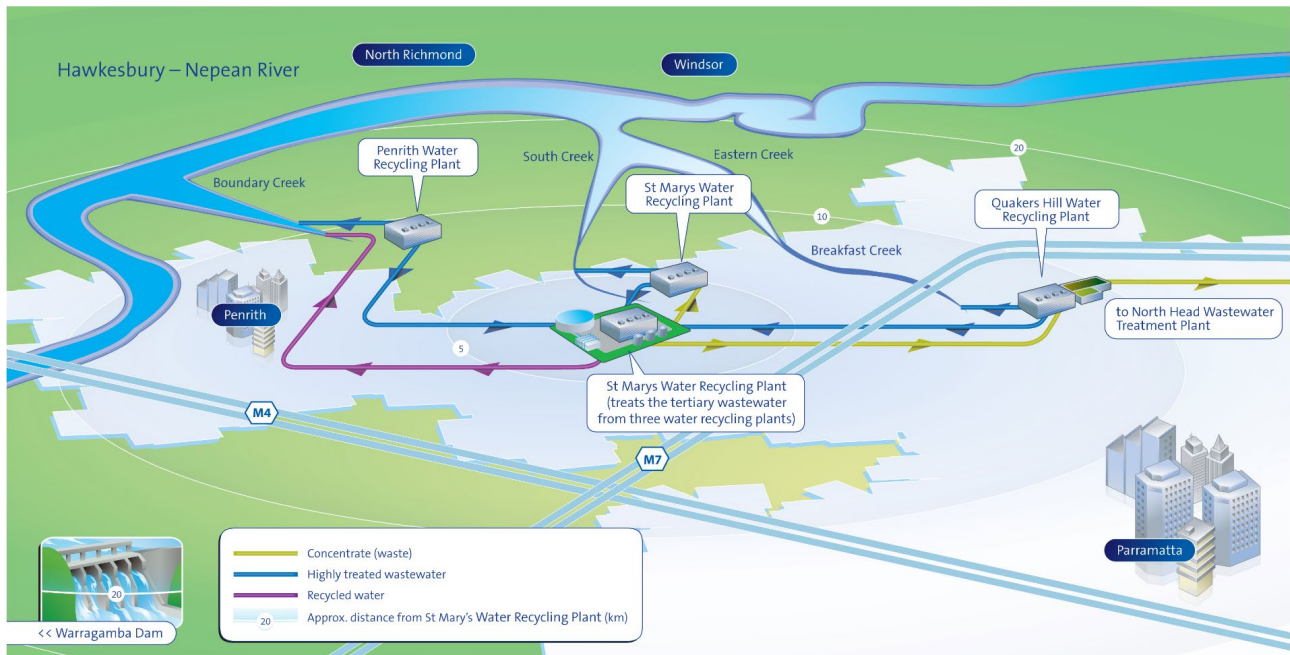 Hawkesbury – Nepean River
North Richmond
Windsor
Penrith Water
Recycling Plant
South Creek
Eastern Creek
20
Boundary Creek
St Marys Water
Recycling Plant
Quakers Hill Water
Recycling Plant
10
Breakfast Creek
Penrith
to North Head Wastewater
Treatment Plant
5
St Marys Water Recycling Plant
(treats the tertiary wastewater
from three water recycling plants)
M4
M7
Parramatta
Concentrate (waste)
Highly treated wastewater
Recycled water
20
Approx. distance from St Mary's Water Recycling Plant (km)
20
<< Warragamba Dam